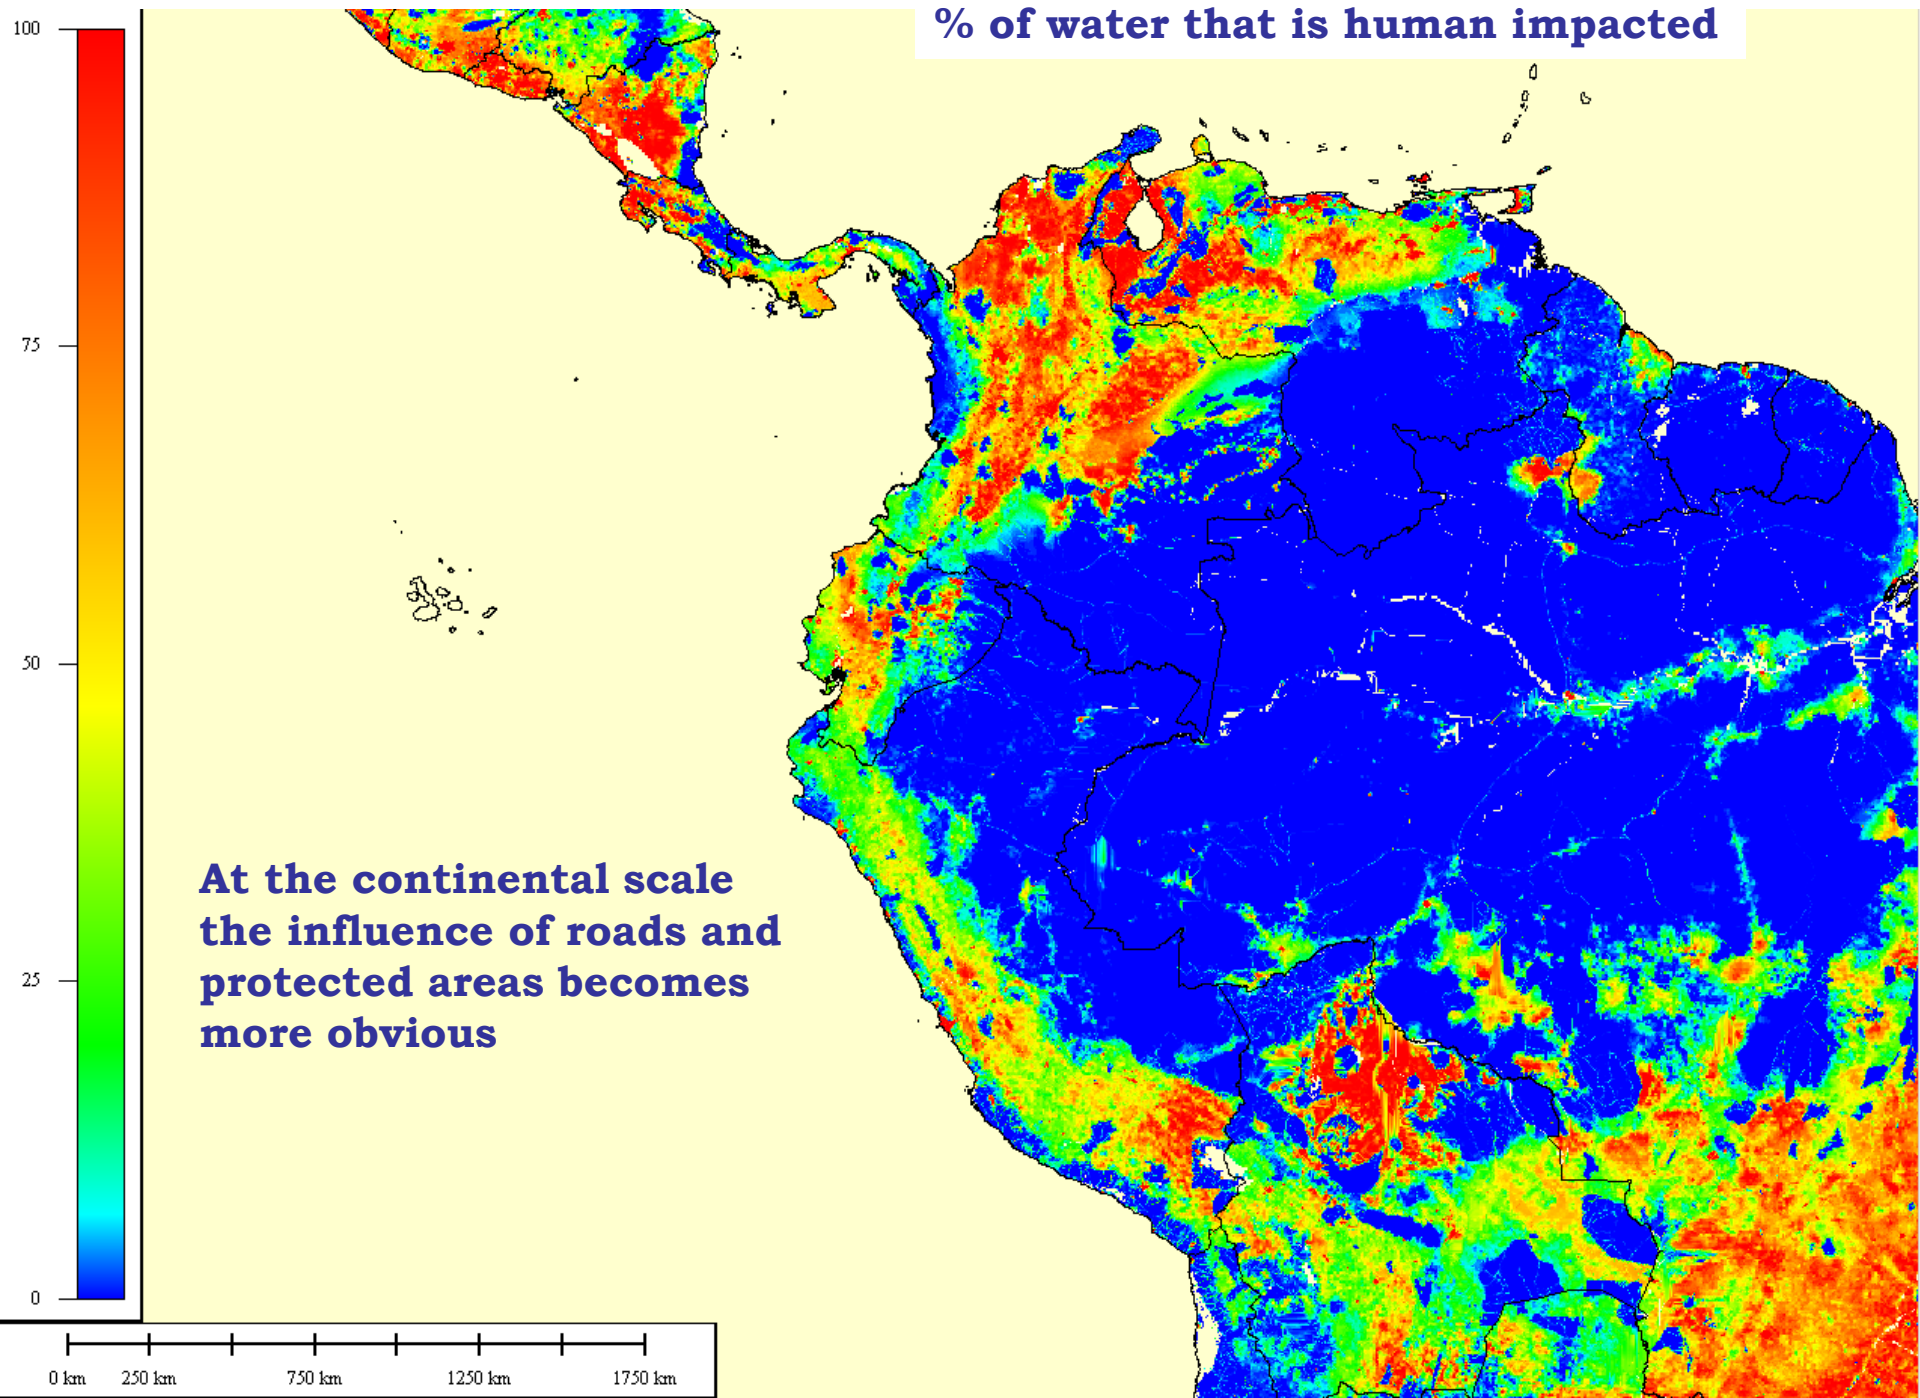 % of water that is human impacted
100
75
50
25
0
At the continental scale
the influence of roads and
protected areas becomes
more obvious
0 km 250 km 750 km 1250 km 1750 km